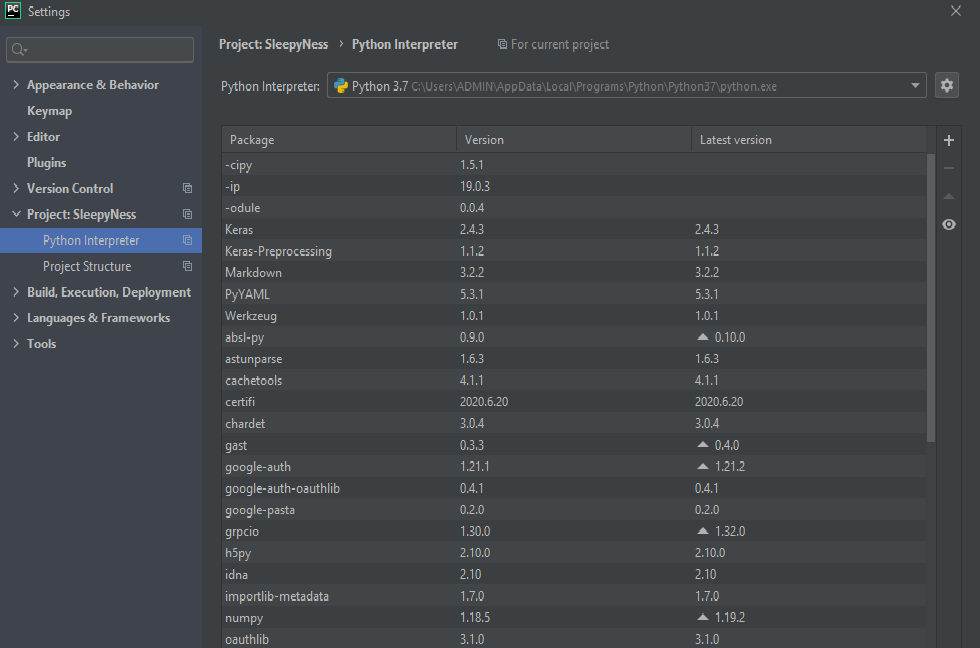 PC Settings
Project: SleepyNess › Python Interpreter For current project
Python Interpreter: Python 3.7 C:\Users\ADMIN\AppData\Local\Programs\Python\Python37\python.exe
Appearance & Behavior
Keymap
Editor
Plugins
Version Control
Project: SleepyNess
Python Interpreter
Project Structure
Build, Execution, Deployment
Languages & Frameworks
Tools
Package Version Latest version
-cipy 1.5.1
-ip 19.0.3
-odule 0.0.4
Keras 2.4.3 2.4.3
Keras-Preprocessing 1.1.2 1.1.2
Markdown 3.2.2 3.2.2
PyYAML 5.3.1 5.3.1
Werkzeug 1.0.1 1.0.1
absl-py 0.9.0 0.10.0
astunparse 1.6.3 1.6.3
cachetools 4.1.1 4.1.1
certifi 2020.6.20 2020.6.20
chardet 3.0.4 3.0.4
gast 0.3.3 0.4.0
google-auth 1.21.1 1.21.2
google-auth-oauthlib 0.4.1 0.4.1
google-pasta 0.2.0 0.2.0
grpcio 1.30.0 1.32.0
h5py 2.10.0 2.10.0
idna 2.10 2.10
importlib-metadata 1.7.0 1.7.0
numpy 1.18.5 1.19.2
oauthlib 3.1.0 3.1.0